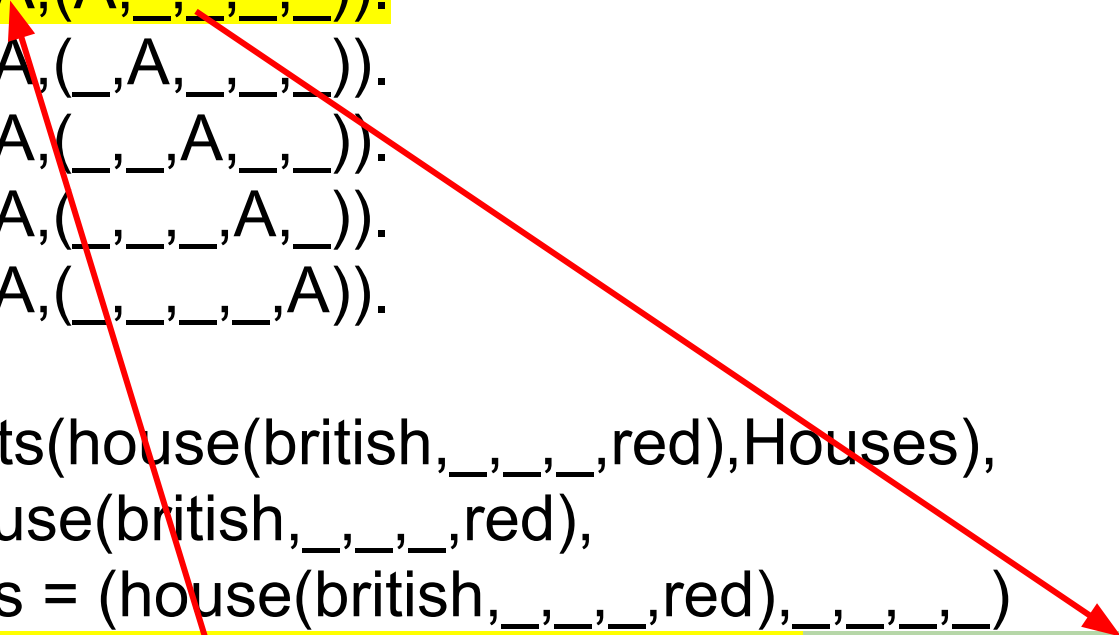 A,(A,_,_,_,_)).
A,(_,A,_,_,_)).
A,(_,_,A,_,_)).
A,(_,_,_,A,_)).
A,(_,_,_,_,A)).
ts(house(british,_,_,_,red),Houses),
use(british,_,_,_,red),
s = (house(british,_,_,_,red),_,_,_,_)